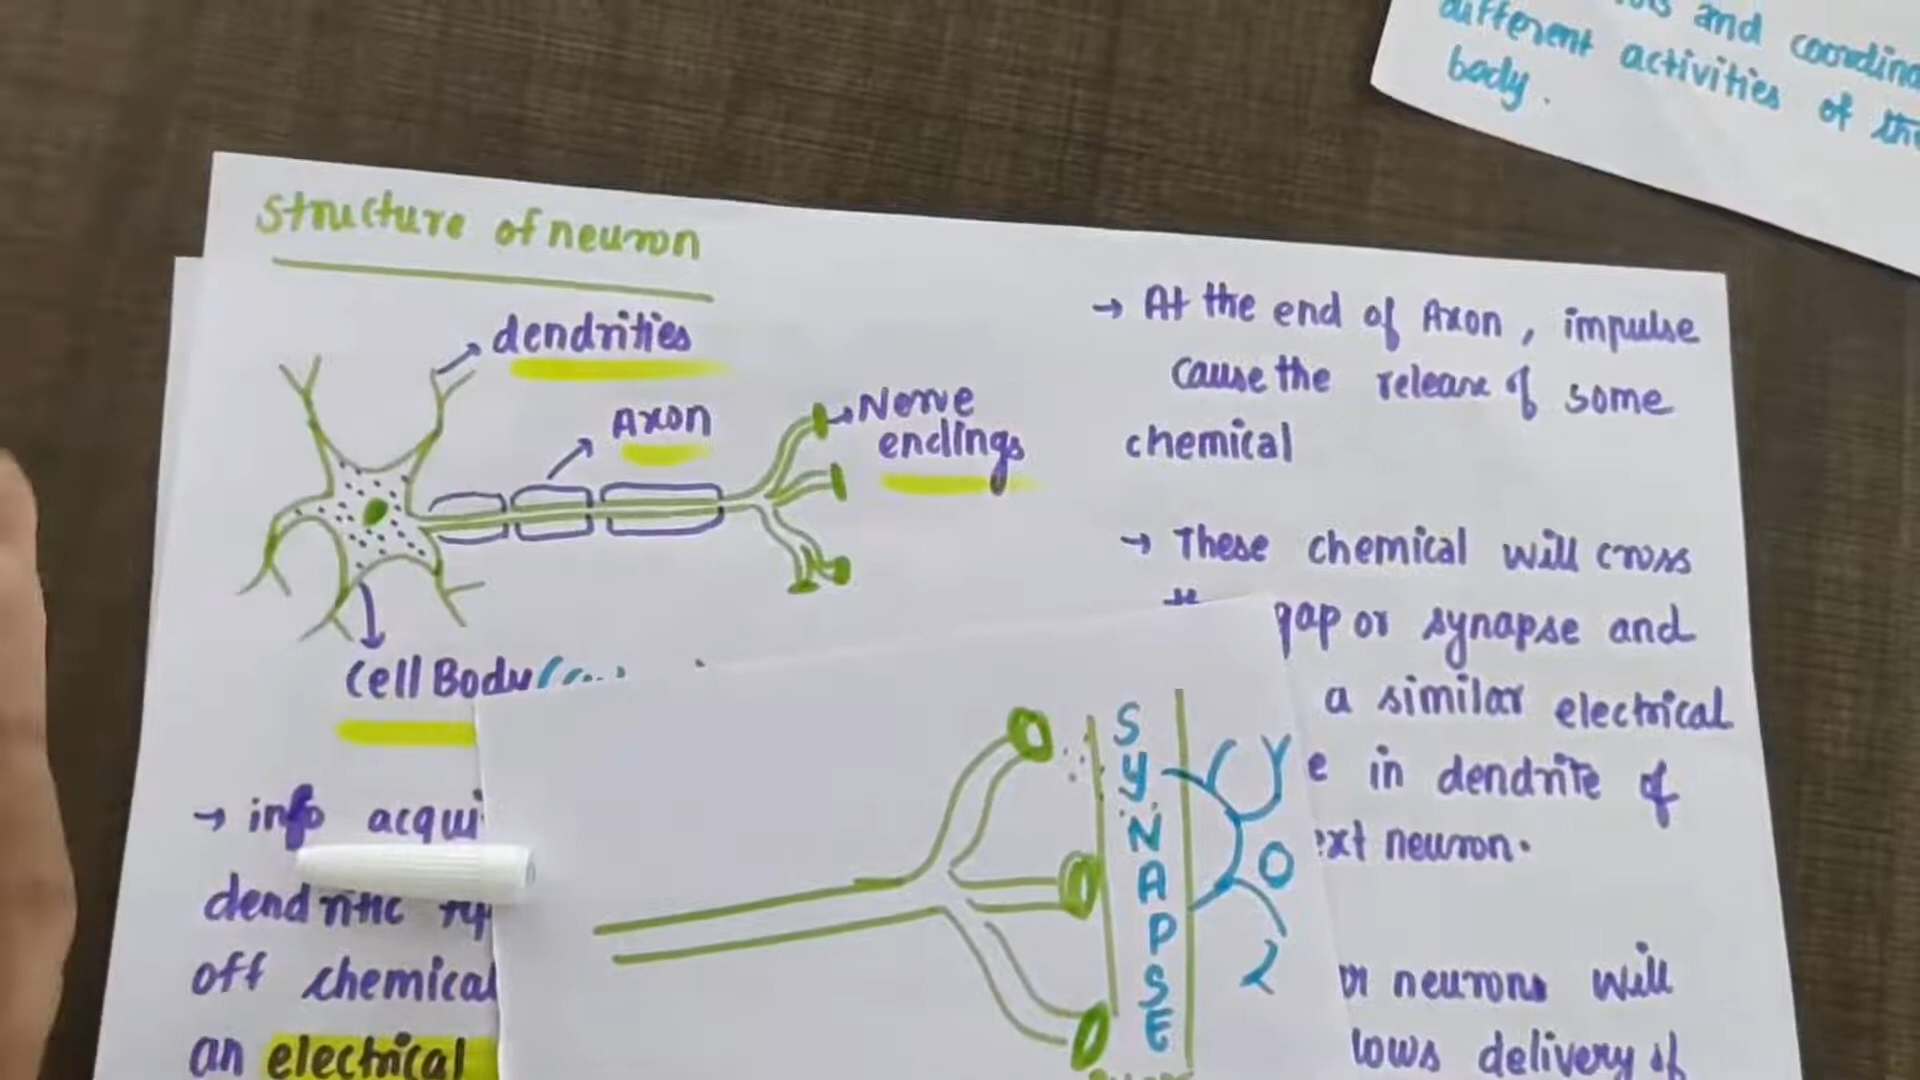 and coordina
different activities of the
body.
Structure of neuron
→ dendrities
Axon
Nerve
endings
Cell Body
→ info acqui
dendritic
off chemical
an electrical
→ At the end of Axon, impulse
cause the release of some
chemical
→ These chemical will cross
gap or synapse and
a similar electrical
e in dendrite of
ext neuron.
neurons will
lows delivery of
SYNAPSE